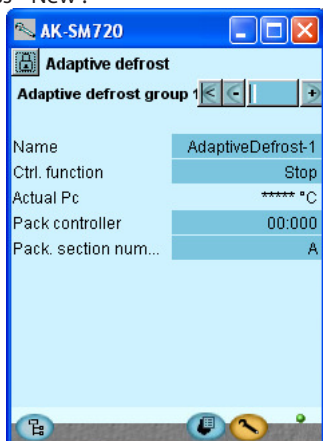 s "New".
AK-SM720
Adaptive defrost
Adaptive defrost group 1
Name AdaptiveDefrost-1
Ctrl. function Stop
Actual Pc ***** °C
Pack controller 00:000
Pack. section num... A